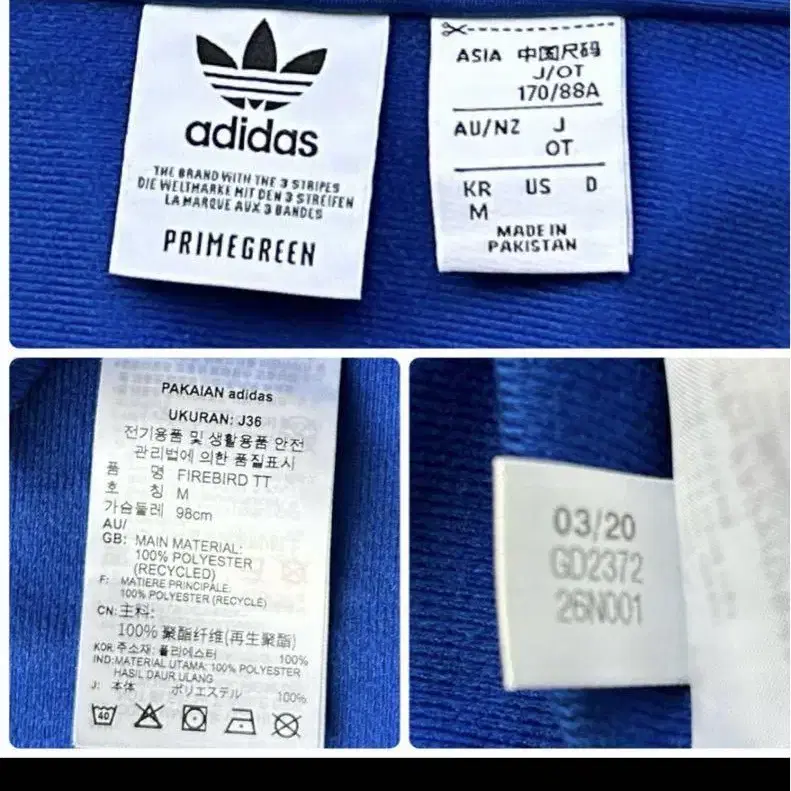 adidas
THE BRAND WITH THE 3 STRIPES
DIE WELTMARKE MIT DEN 3 STREIFEN
LA MARQUE AUX 3 BANDES
PRIMEGREEN
ASIA 中国尺码
J/OT
170/88A
AU/NZ J
OT
KR US D
M
MADE IN
PAKISTAN
PAKAIAN adidas
UKURAN: J36
전기용품 및 생활용품 안전
관리법에 의한 품질표시
품 명 FIREBIRD TT
호 칭 M
가슴둘레 98cm
AU/
GB: MAIN MATERIAL:
100% POLYESTER
(RECYCLED)
F: MATIERE PRINCIPALE:
100% POLYESTER (RECYCLÉ)
CN: 主料:
100% 聚酯纤维(再生聚酯)
KOR: 주소재: 폴리에스터 100%
IND: MATERIAL UTAMA: 100% POLYESTER
HASIL DAUR ULANG
J: 本体 ポリエステル 100%
40
03/20
GD2372
26N001